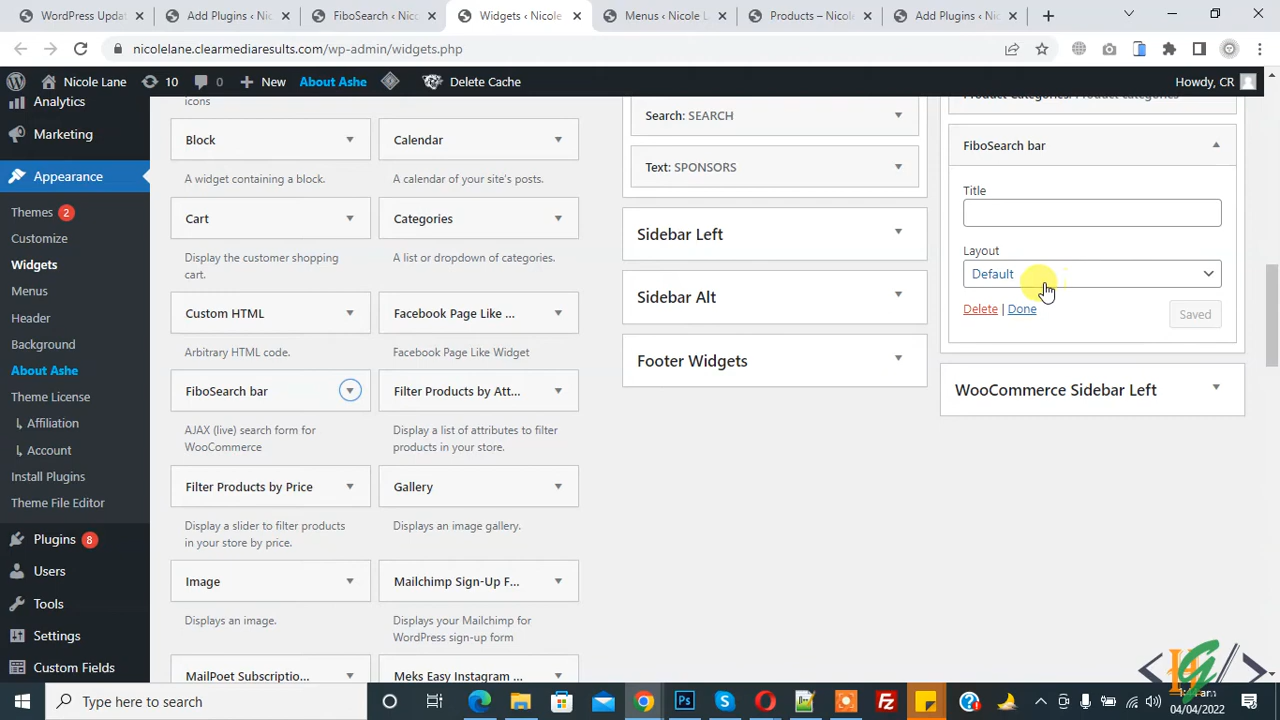 WordPress Updat
Add Plugins ‹ Ni
FiboSearch ‹ Nico
Widgets ‹ Nicole
Menus ‹ Nicole L
Products – Nicole
Add Plugins ‹ Ni
nicolelane.clearmediaresults.com/wp-admin/widgets.php
Nicole Lane
10
0
New
About Ashe
Delete Cache
Howdy, CR
Analytics
Marketing
Appearance
Themes 2
Customize
Widgets
Menus
Header
Background
About Ashe
Theme License
↳ Affiliation
↳ Account
Install Plugins
Theme File Editor
Plugins 8
Users
Tools
Settings
Custom Fields
icons
Block
Calendar
A widget containing a block.
A calendar of your site's posts.
Cart
Categories
Display the customer shopping
cart.
A list or dropdown of categories.
Custom HTML
Facebook Page Like ...
Arbitrary HTML code.
Facebook Page Like Widget
FiboSearch bar
Filter Products by Att...
AJAX (live) search form for
WooCommerce
Display a list of attributes to filter
products in your store.
Filter Products by Price
Gallery
Display a slider to filter products
in your store by price.
Displays an image gallery.
Image
Mailchimp Sign-Up F...
Displays an image.
Displays your Mailchimp for
WordPress sign-up form
MailPoet Subscriptio...
Meks Easy Instagram ...
Search: SEARCH
Text: SPONSORS
Sidebar Left
Sidebar Alt
Footer Widgets
Product Categories: Product categories
FiboSearch bar
Title
Layout
Default
Delete | Done
Saved
WooCommerce Sidebar Left
Type here to search
04/04/2022